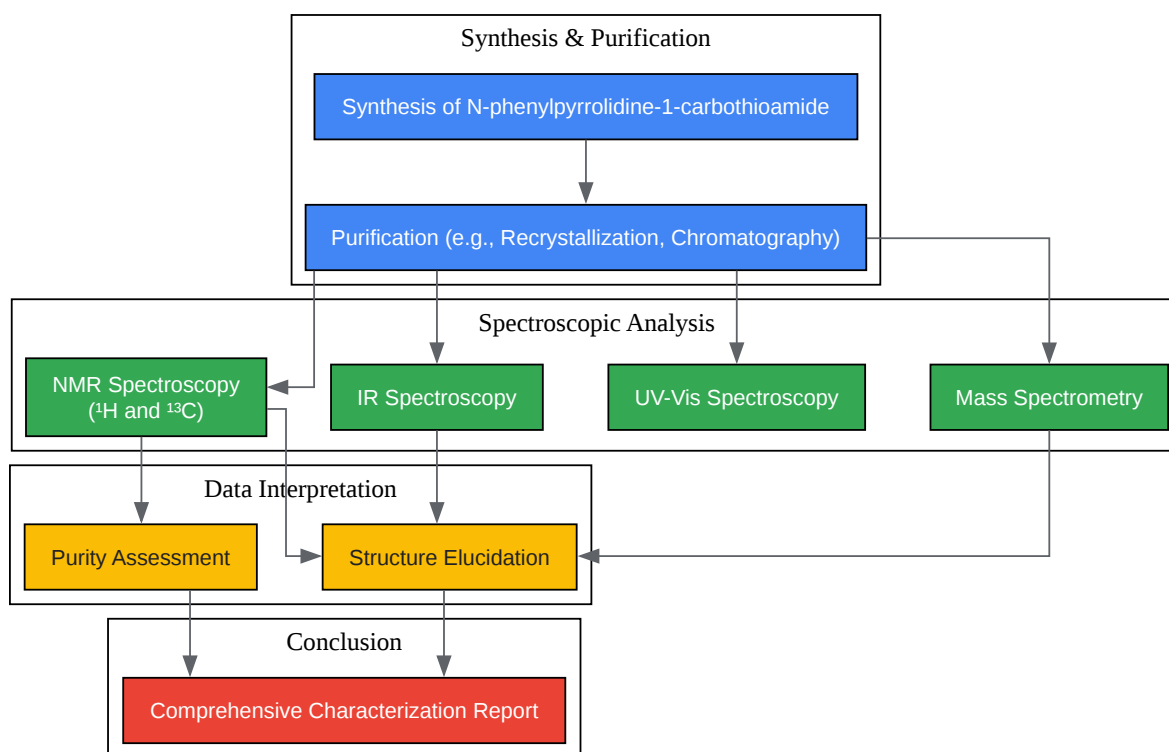 Synthesis & Purification
Synthesis of N-phenylpyrrolidine-1-carbothioamide
Purification (e.g., Recrystallization, Chromatography)
Spectroscopic Analysis
NMR Spectroscopy
(¹H and ¹³C)
IR Spectroscopy
UV-Vis Spectroscopy
Mass Spectrometry
Data Interpretation
Purity Assessment
Structure Elucidation
Conclusion
Comprehensive Characterization Report